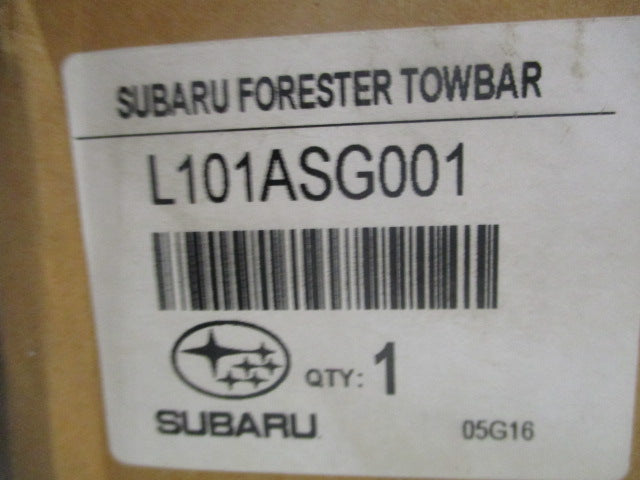 SUBARU FORESTER TOWBAR
L101ASG001
QTY: 1
SUBARU
05G16